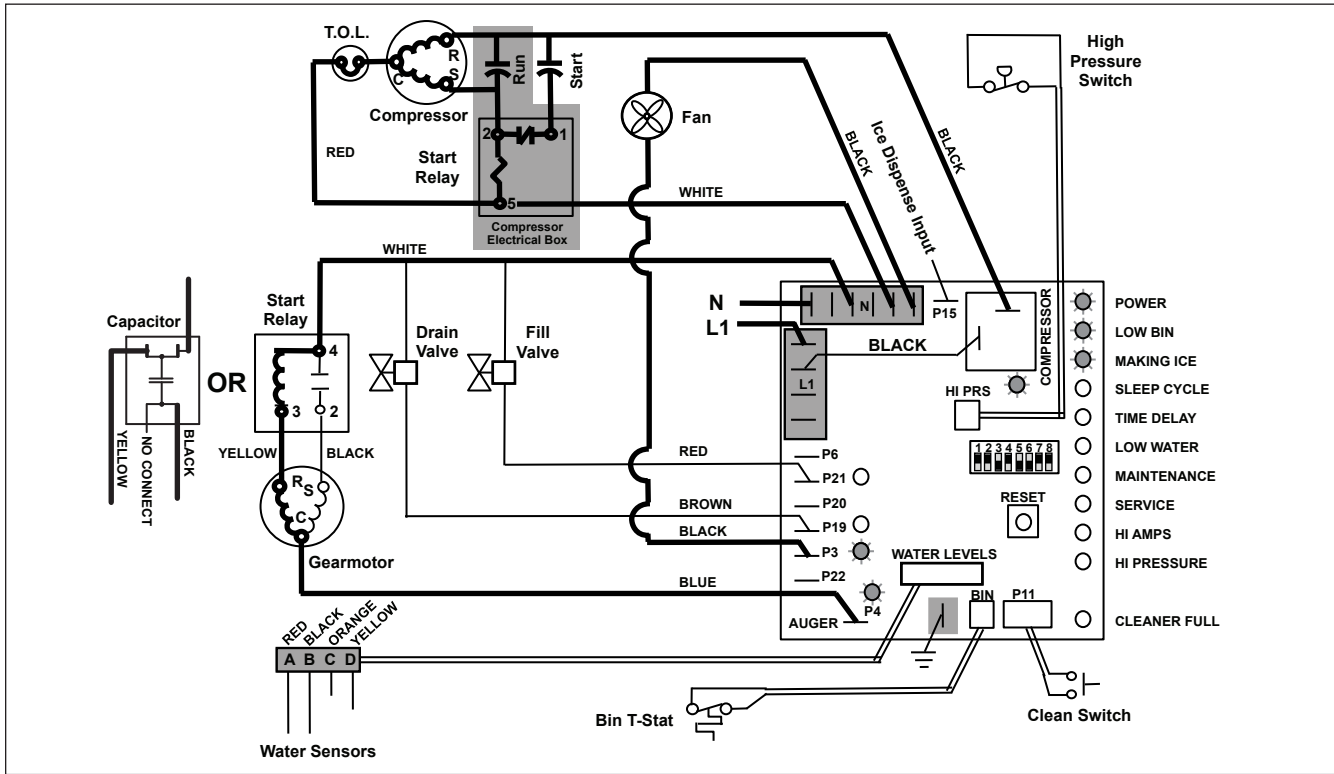 T.O.L.
R
S
C
Compressor
Run
Start
High
Pressure
Switch
Fan
RED
Start
Relay
2
1
5
Compressor
Electrical Box
WHITE
BLACK
Ice Dispense Input
BLACK
WHITE
Capacitor
OR
YELLOW
NO CONNECT
BLACK
Start
Relay
4
3
2
YELLOW
BLACK
R
S
C
Gearmotor
Drain
Valve
Fill
Valve
N
L1
N
P15
COMPRESSOR
BLACK
L1
HI PRS
POWER
LOW BIN
MAKING ICE
SLEEP CYCLE
TIME DELAY
LOW WATER
MAINTENANCE
SERVICE
HI AMPS
HI PRESSURE
CLEANER FULL
1 2 3 4 5 6 7 8
RESET
RED
P6
P21
P20
BROWN
P19
BLACK
P3
P22
BLUE
P4
AUGER
WATER LEVELS
BIN
P11
RED
BLACK
ORANGE
YELLOW
A B C D
Water Sensors
Bin T-Stat
Clean Switch